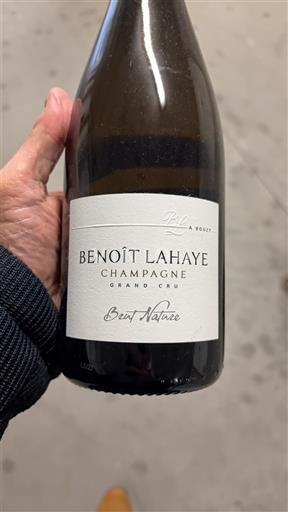 BL
A BOUZY
BENOÎT LAHAYE
CHAMPAGNE
GRAND CRU
Brut Nature